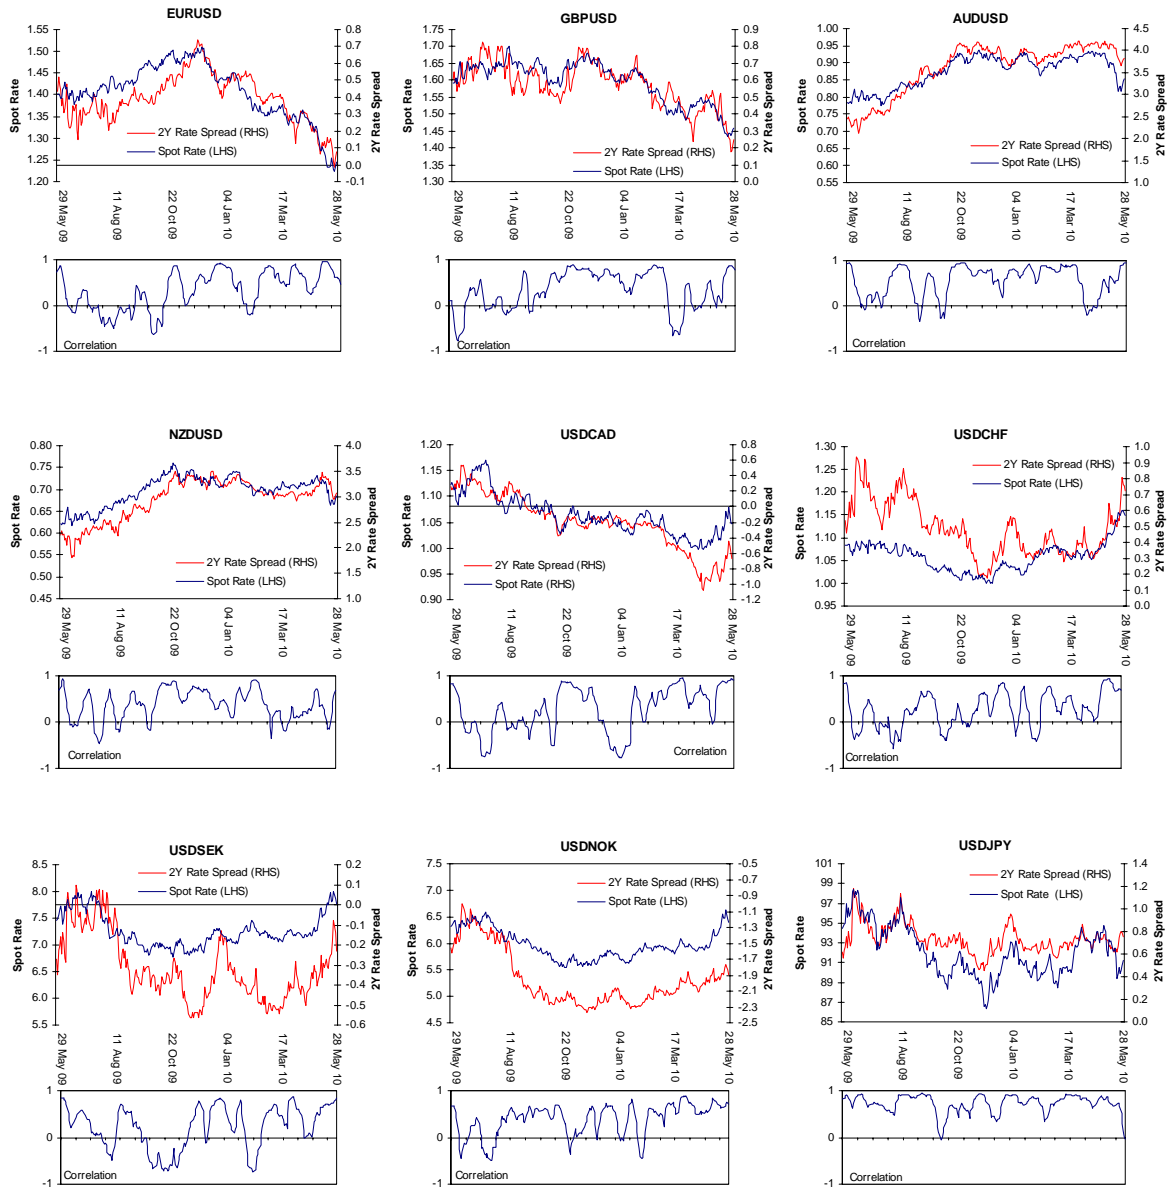 EURUSD
1.55
1.50
1.45
1.40
1.35
1.30
1.25
1.20
Spot Rate
0.8
0.7
0.6
0.5
0.4
0.3
0.2
0.1
0.0
-0.1
2Y Rate Spread
2Y Rate Spread (RHS)
Spot Rate (LHS)
29 May 09
11 Aug 09
22 Oct 09
04 Jan 10
17 Mar 10
28 May 10
1
0
-1
Correlation
GBPUSD
1.75
1.70
1.65
1.60
1.55
1.50
1.45
1.40
1.35
1.30
Spot Rate
0.9
0.8
0.7
0.6
0.5
0.4
0.3
0.2
0.1
0.0
2Y Rate Spread
2Y Rate Spread (RHS)
Spot Rate (LHS)
29 May 09
11 Aug 09
22 Oct 09
04 Jan 10
17 Mar 10
28 May 10
1
0
-1
Correlation
AUDUSD
1.00
0.95
0.90
0.85
0.80
0.75
0.70
0.65
0.60
0.55
Spot Rate
4.5
4.0
3.5
3.0
2.5
2.0
1.5
1.0
2Y Rate Spread
2Y Rate Spread (RHS)
Spot Rate (LHS)
29 May 09
11 Aug 09
22 Oct 09
04 Jan 10
17 Mar 10
28 May 10
1
0
-1
Correlation
NZDUSD
0.80
0.75
0.70
0.65
0.60
0.55
0.50
0.45
Spot Rate
4.0
3.5
3.0
2.5
2.0
1.5
1.0
2Y Rate Spread
2Y Rate Spread (RHS)
Spot Rate (LHS)
29 May 09
11 Aug 09
22 Oct 09
04 Jan 10
17 Mar 10
28 May 10
1
0
-1
Correlation
USDCAD
1.20
1.15
1.10
1.05
1.00
0.95
0.90
Spot Rate
0.8
0.6
0.4
0.2
0.0
-0.2
-0.4
-0.6
-0.8
-1.0
-1.2
2Y Rate Spread
2Y Rate Spread (RHS)
Spot Rate (RHS)
29 May 09
11 Aug 09
22 Oct 09
04 Jan 10
17 Mar 10
28 May 10
1
0
-1
Correlation
USDCHF
1.30
1.25
1.20
1.15
1.10
1.05
1.00
0.95
Spot Rate
1.0
0.9
0.8
0.7
0.6
0.5
0.4
0.3
0.2
0.1
0.0
2Y Rate Spread
2Y Rate Spread (RHS)
Spot Rate (LHS)
29 May 09
11 Aug 09
22 Oct 09
04 Jan 10
17 Mar 10
28 May 10
1
0
-1
Correlation
USDSEK
8.5
8.0
7.5
7.0
6.5
6.0
5.5
Spot Rate
0.2
0.1
0.0
-0.1
-0.2
-0.3
-0.4
-0.5
-0.6
2Y Rate Spread
2Y Rate Spread (RHS)
Spot Rate (LHS)
29 May 09
11 Aug 09
22 Oct 09
04 Jan 10
17 Mar 10
28 May 10
1
0
-1
Correlation
USDNOK
7.5
7.0
6.5
6.0
5.5
5.0
4.5
Spot Rate
-0.5
-0.7
-0.9
-1.1
-1.3
-1.5
-1.7
-1.9
-2.1
-2.3
-2.5
2Y Rate Spread
2Y Rate Spread (RHS)
Spot Rate (LHS)
29 May 09
11 Aug 09
22 Oct 09
04 Jan 10
17 Mar 10
28 May 10
1
0
-1
Correlation
USDJPY
101
99
97
95
93
91
89
87
85
Spot Rate
1.4
1.2
1.0
0.8
0.6
0.4
0.2
0.0
2Y Rate Spread
2Y Rate Spread (RHS)
Spot Rate (LHS)
29 May 09
11 Aug 09
22 Oct 09
04 Jan 10
17 Mar 10
28 May 10
1
0
-1
Correlation